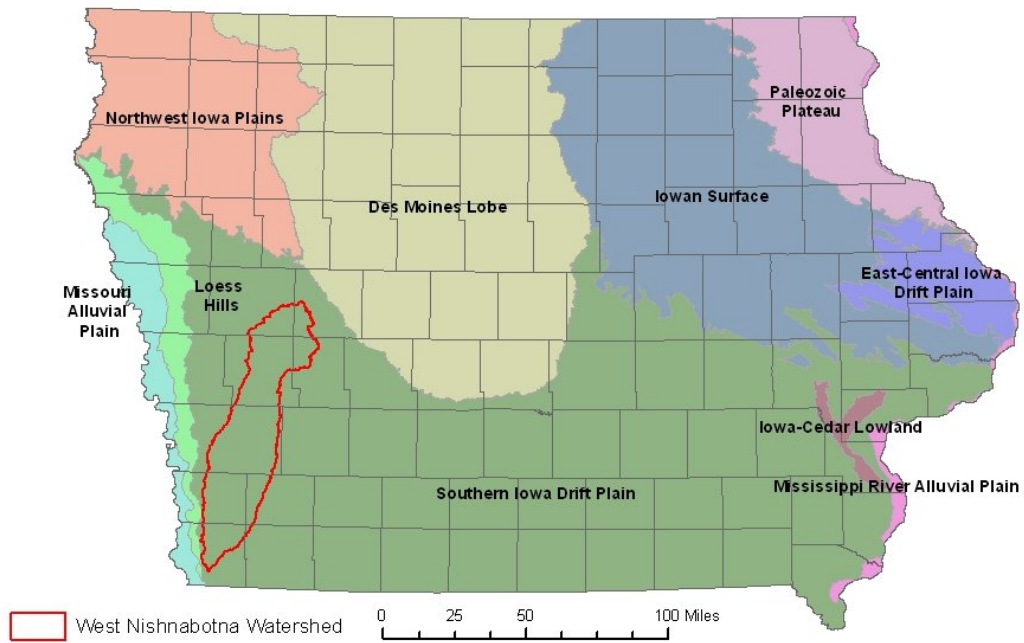 Northwest Iowa Plains
Paleozoic
Plateau
Des Moines Lobe
Iowan Surface
East-Central Iowa
Drift Plain
Loess
Hills
Missouri
Alluvial
Plain
Iowa-Cedar Lowland
Mississippi River Alluvial Plain
Southern Iowa Drift Plain
West Nishnabotna Watershed
0 25 50 100 Miles